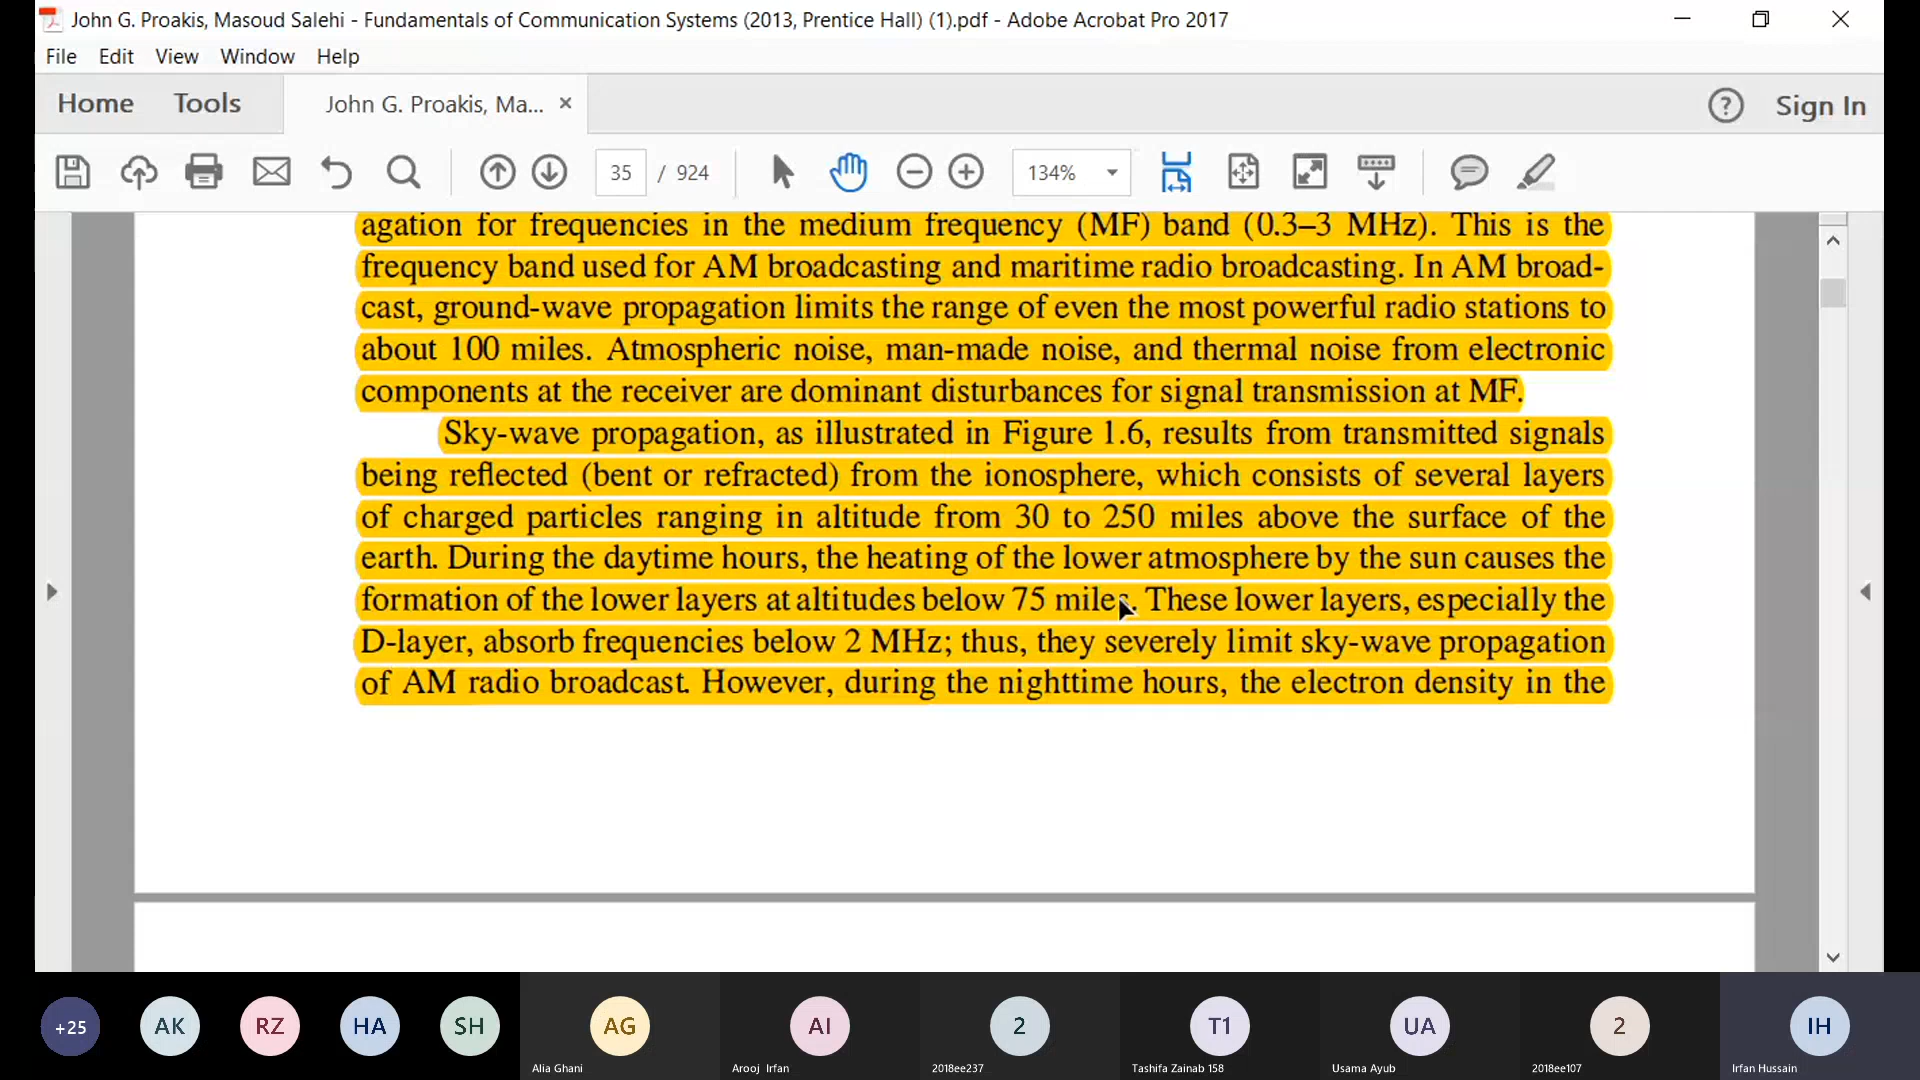 John G. Proakis, Masoud Salehi - Fundamentals of Communication Systems (2013, Prentice Hall) (1).pdf - Adobe Acrobat Pro 2017
File Edit View Window Help
Home Tools John G. Proakis, Ma... × ? Sign In
35 / 924 134%
agation for frequencies in the medium frequency (MF) band (0.3–3 MHz). This is the
frequency band used for AM broadcasting and maritime radio broadcasting. In AM broad-
cast, ground-wave propagation limits the range of even the most powerful radio stations to
about 100 miles. Atmospheric noise, man-made noise, and thermal noise from electronic
components at the receiver are dominant disturbances for signal transmission at MF.
Sky-wave propagation, as illustrated in Figure 1.6, results from transmitted signals
being reflected (bent or refracted) from the ionosphere, which consists of several layers
of charged particles ranging in altitude from 30 to 250 miles above the surface of the
earth. During the daytime hours, the heating of the lower atmosphere by the sun causes the
formation of the lower layers at altitudes below 75 miles. These lower layers, especially the
D-layer, absorb frequencies below 2 MHz; thus, they severely limit sky-wave propagation
of AM radio broadcast. However, during the nighttime hours, the electron density in the
+25 AK RZ HA SH AG AI 2 T1 UA 2 IH
Alia Ghani Arooj Irfan 2018ee237 Tashifa Zainab 158 Usama Ayub 2018ee107 Irfan Hussain